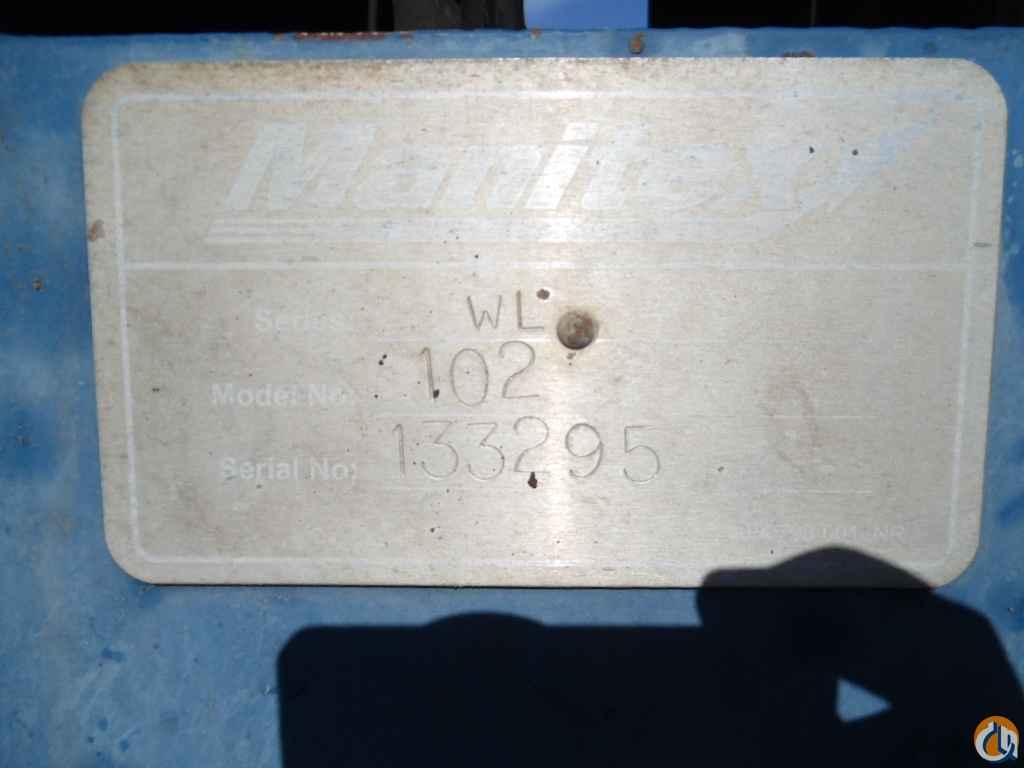 Manitex
Series: WL
Model No: 102
Serial No: 133295